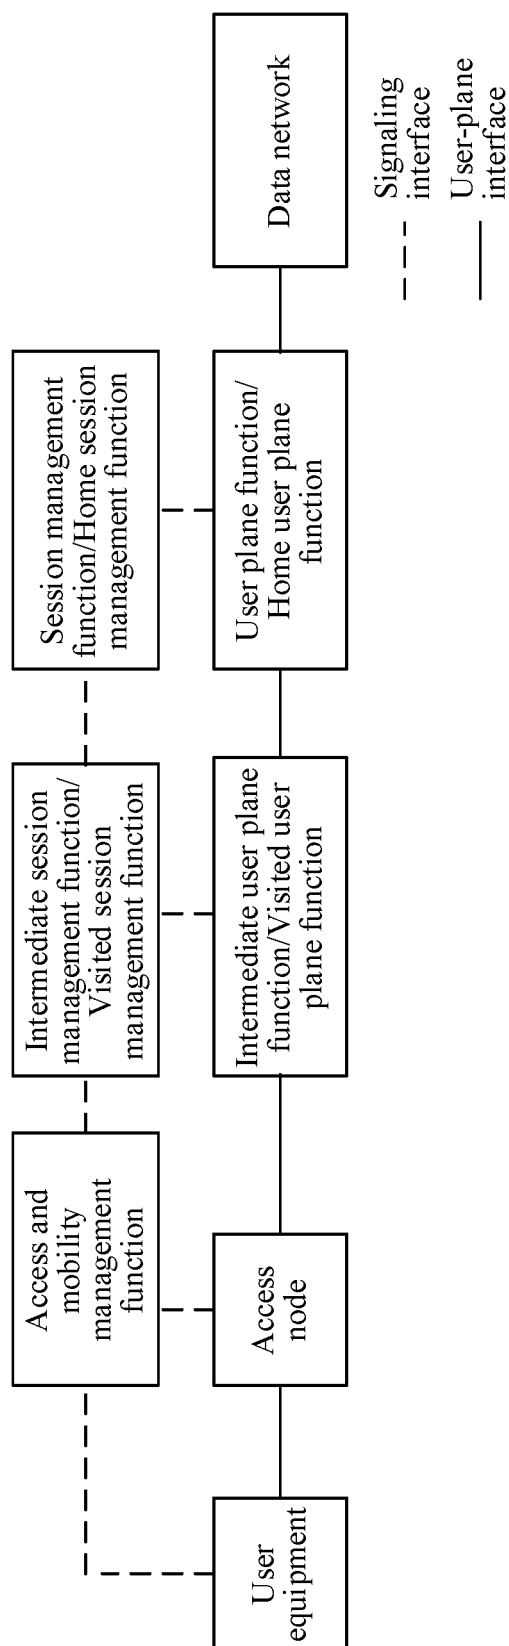 Access and
mobility
management
function
Intermediate session
management function/
Visited session
management function
Session management
function/Home session
management function
User
equipment
Access
node
Intermediate user plane
function/Visited user
plane function
User plane function/
Home user plane
function
Data network
Signaling
interface
User-plane
interface